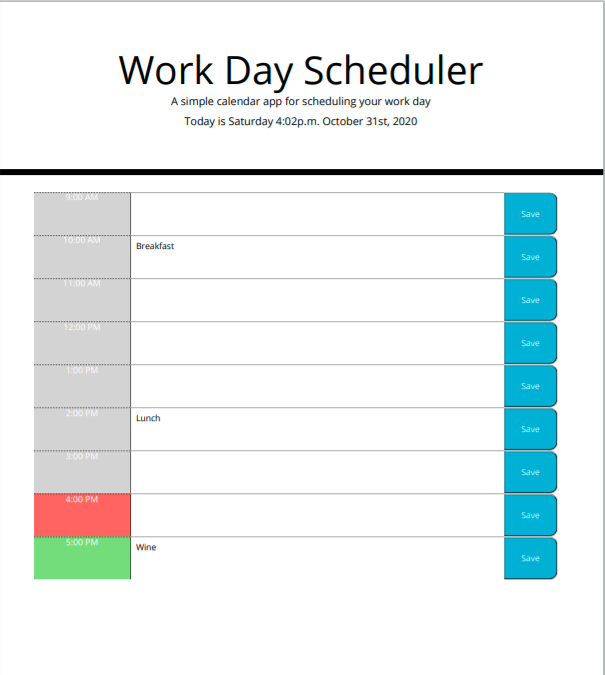 Work Day Scheduler
A simple calendar app for scheduling your work day
Today is Saturday 4:02p.m. October 31st, 2020
9:00 AM Save
10:00 AM Breakfast Save
11:00 AM Save
12:00 PM Save
1:00 PM Save
2:00 PM Lunch Save
3:00 PM Save
4:00 PM Save
5:00 PM Wine Save